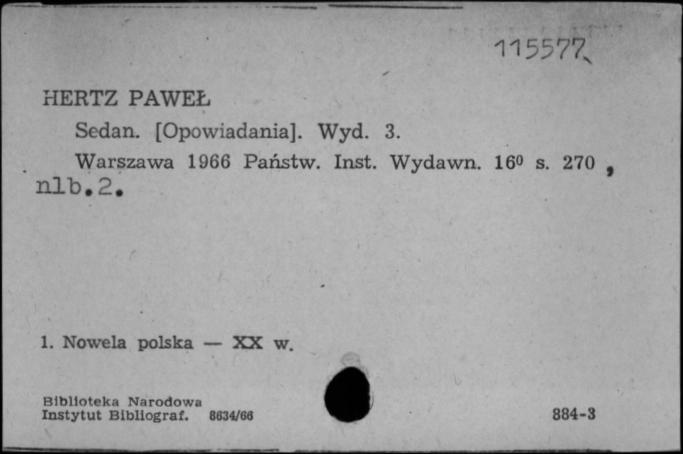 115577
HERTZ PAWEŁ
Sedan. [Opowiadania]. Wyd. 3.
Warszawa 1966 Państw. Inst. Wydawn. 16⁰ s. 270 ,
nlb.2.
1. Nowela polska — XX w.
Biblioteka Narodowa
Instytut Bibliograf. 8634/66
884-3